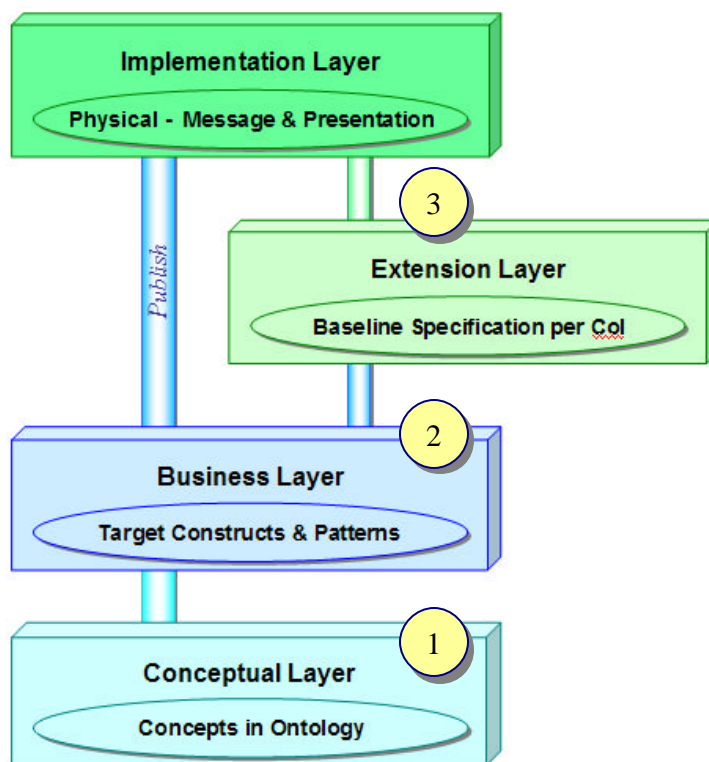 Implementation Layer
Physical - Message & Presentation
3
Publish
Extension Layer
Baseline Specification per CoI
2
Business Layer
Target Constructs & Patterns
1
Conceptual Layer
Concepts in Ontology